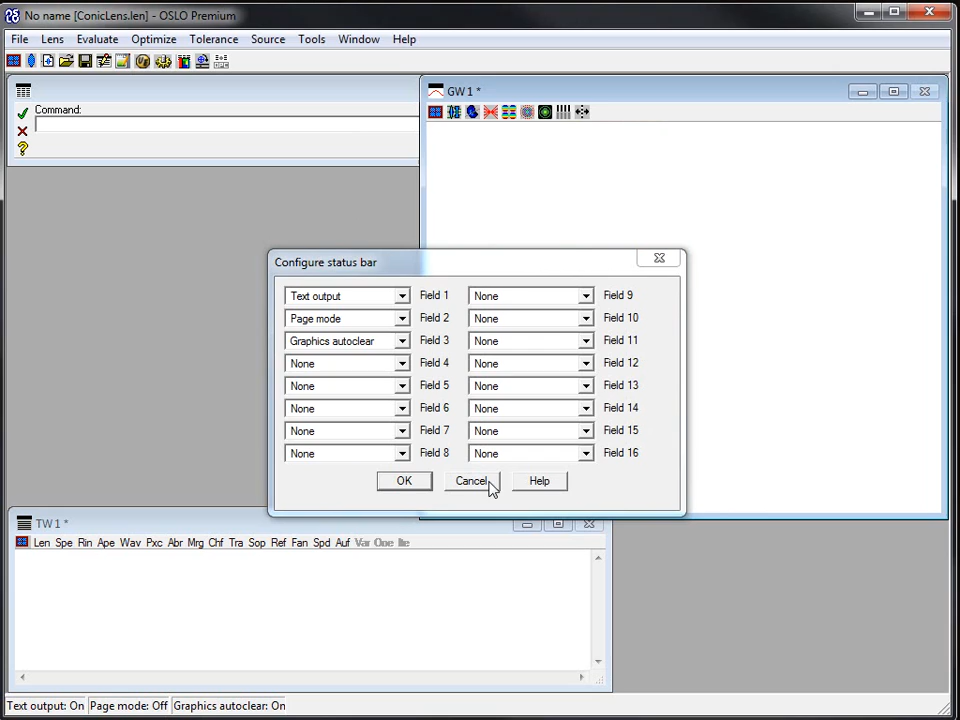 No name [ConicLens.len] - OSLO Premium
File Lens Evaluate Optimize Tolerance Source Tools Window Help
Command:
GW 1 *
Configure status bar
Text output Field 1 None Field 9
Page mode Field 2 None Field 10
Graphics autoclear Field 3 None Field 11
None Field 4 None Field 12
None Field 5 None Field 13
None Field 6 None Field 14
None Field 7 None Field 15
None Field 8 None Field 16
OK Cancel Help
TW 1 *
Len Spe Rin Ape Wav Pxc Abr Mrg Chf Tra Sop Ref Fan Spd Auf Var Ope Ite
Text output: On Page mode: Off Graphics autoclear: On